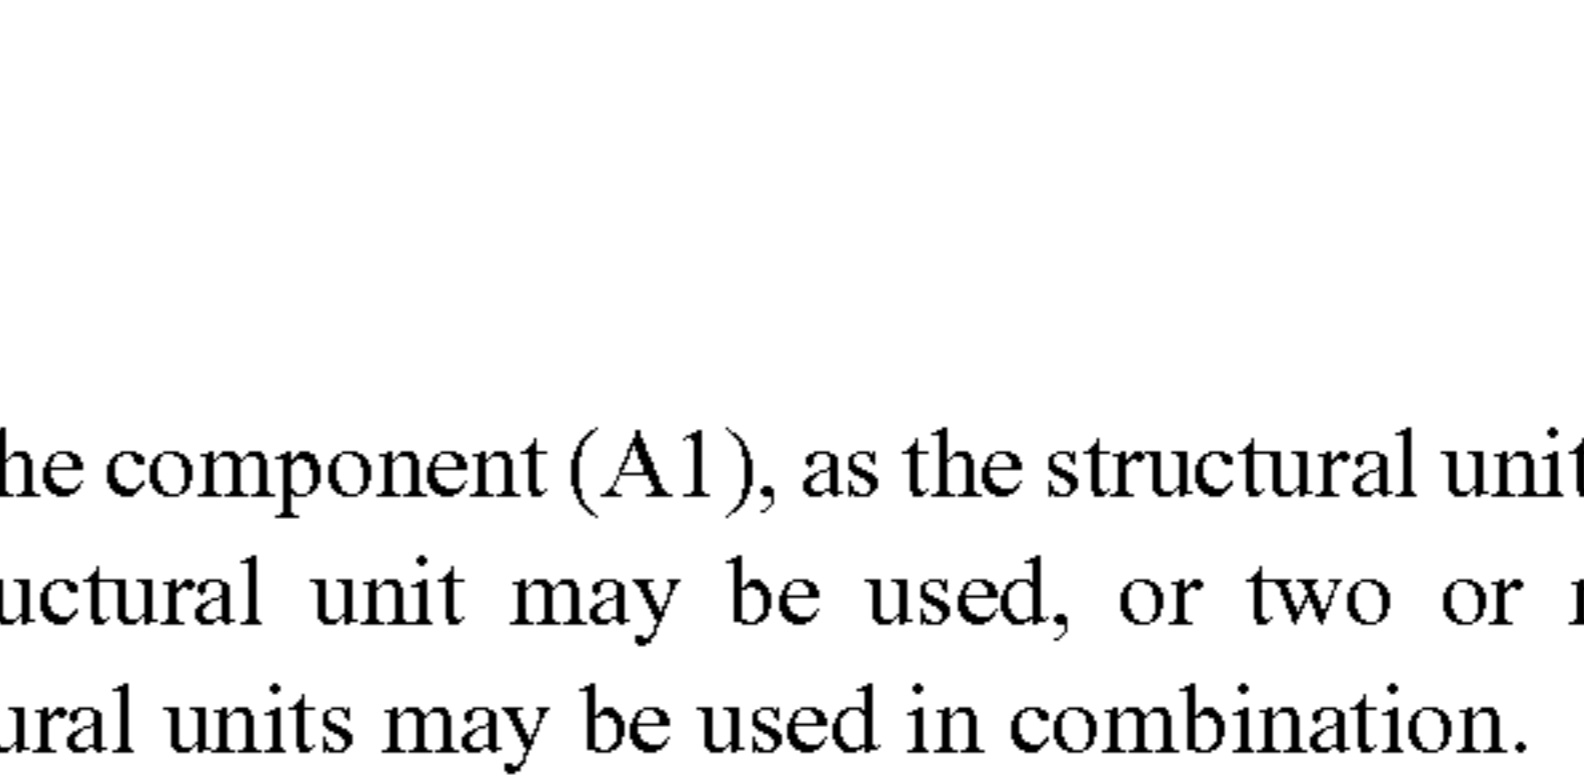 he component (A1), as the structural unit
uctural unit may be used, or two or
ural units may be used in combination.